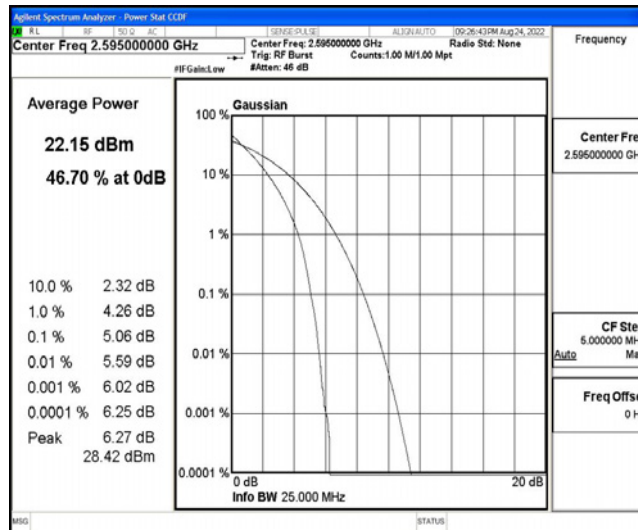 Agilent Spectrum Analyzer - Power Stat CCDF
RL RF 50 Ω AC SENSE:PULSE ALIGNAUTO 09:26:43PM Aug 24, 2022
Center Freq 2.595000000 GHz
Center Freq: 2.595000000 GHz Radio Std: None
Trig: RF Burst Counts:1.00 M/1.00 Mpt
#IFGain:Low #Atten: 46 dB
Frequency
Average Power
22.15 dBm
46.70 % at 0dB
10.0 % 2.32 dB
1.0 % 4.26 dB
0.1 % 5.06 dB
0.01 % 5.59 dB
0.001 % 6.02 dB
0.0001 % 6.25 dB
Peak 6.27 dB
28.42 dBm
Gaussian
100 %
10 %
1 %
0.1 %
0.01 %
0.001 %
0.0001 %
0 dB 20 dB
Info BW 25.000 MHz
Center Fre
2.595000000 GH
CF Ste
5.000000 MH
Auto Ma
Freq Offse
0 H
MSG STATUS